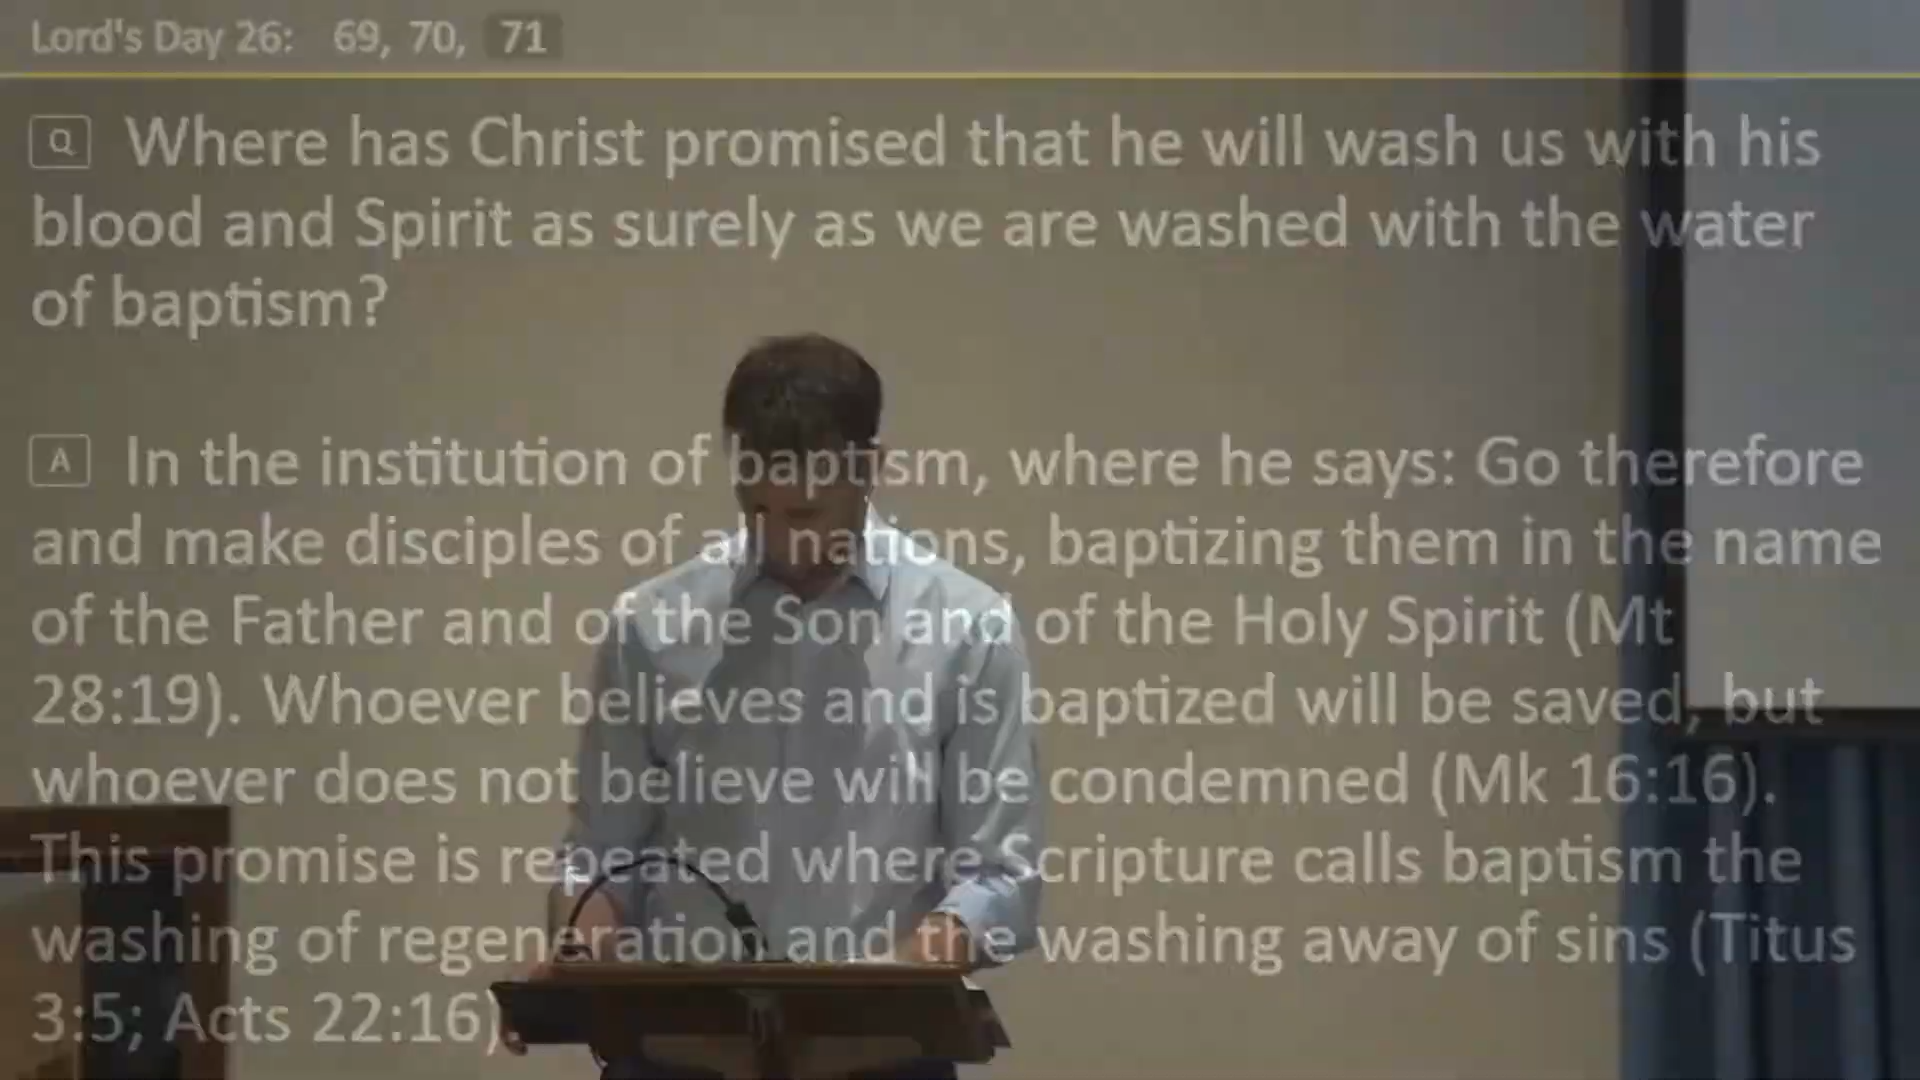 Lord's Day 26: 69, 70, 71
Q Where has Christ promised that he will wash us with his
blood and Spirit as surely as we are washed with the water
of baptism?
A In the institution of baptism, where he says: Go therefore
and make disciples of all nations, baptizing them in the name
of the Father and of the Son and of the Holy Spirit (Mt
28:19). Whoever believes and is baptized will be saved, but
whoever does not believe will be condemned (Mk 16:16).
This promise is repeated where Scripture calls baptism the
washing of regeneration and the washing away of sins (Titus
3:5; Acts 22:16).